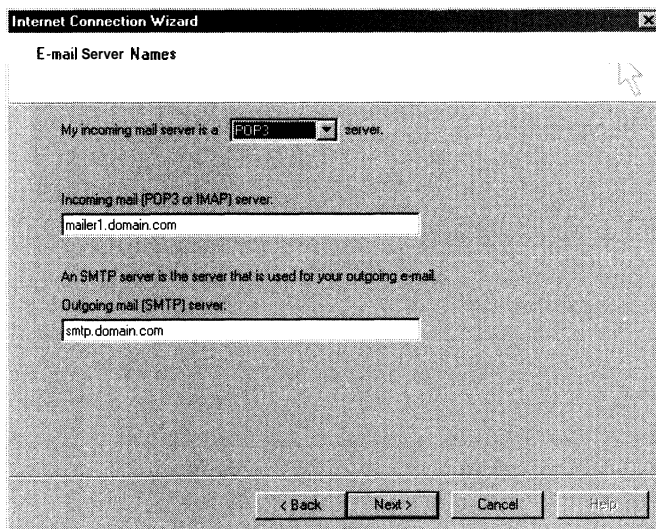 Internet Connection Wizard
E-mail Server Names
My incoming mail server is a POP3 server.
Incoming mail (POP3 or IMAP) server:
mailer1.domain.com
An SMTP server is the server that is used for your outgoing e-mail.
Outgoing mail (SMTP) server:
smtp.domain.com
< Back Next > Cancel Help